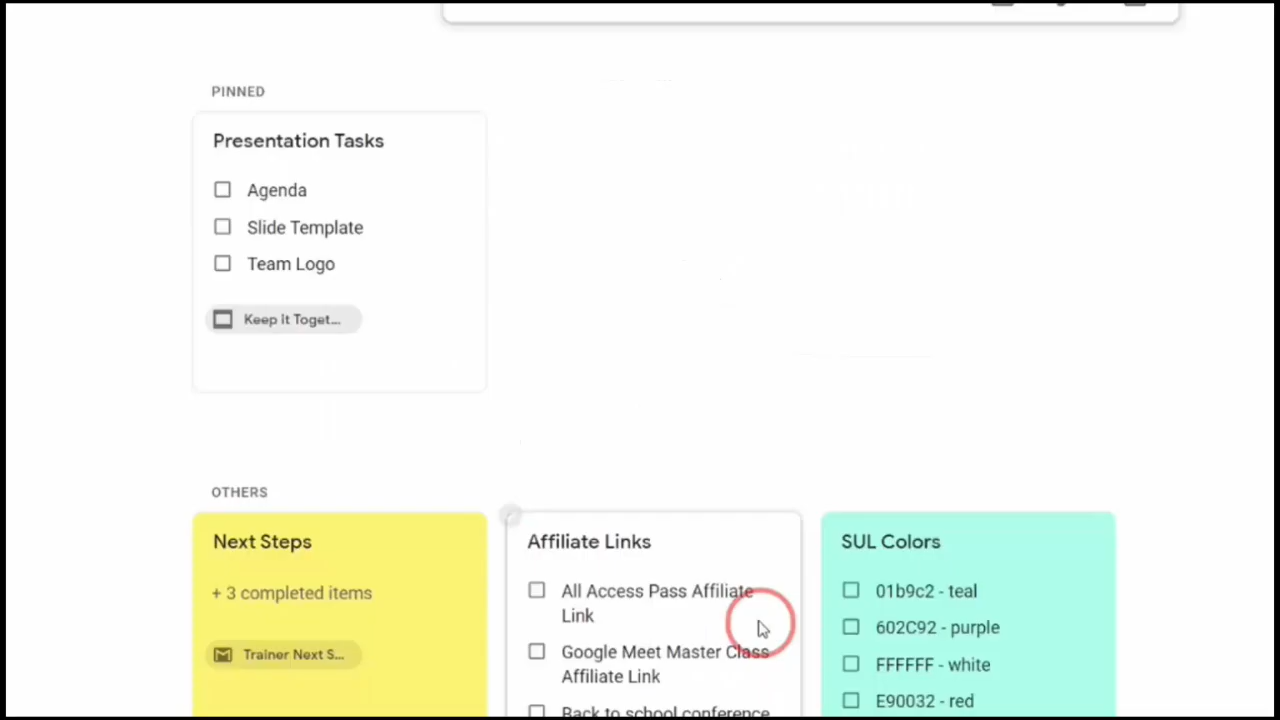 PINNED
Presentation Tasks
Agenda
Slide Template
Team Logo
Keep It Toget...
OTHERS
Next Steps
+ 3 completed items
Trainer Next S...
Affiliate Links
All Access Pass Affiliate
Link
Google Meet Master Class
Affiliate Link
Back to school conference
SUL Colors
01b9c2 - teal
602C92 - purple
FFFFFF - white
E90032 - red